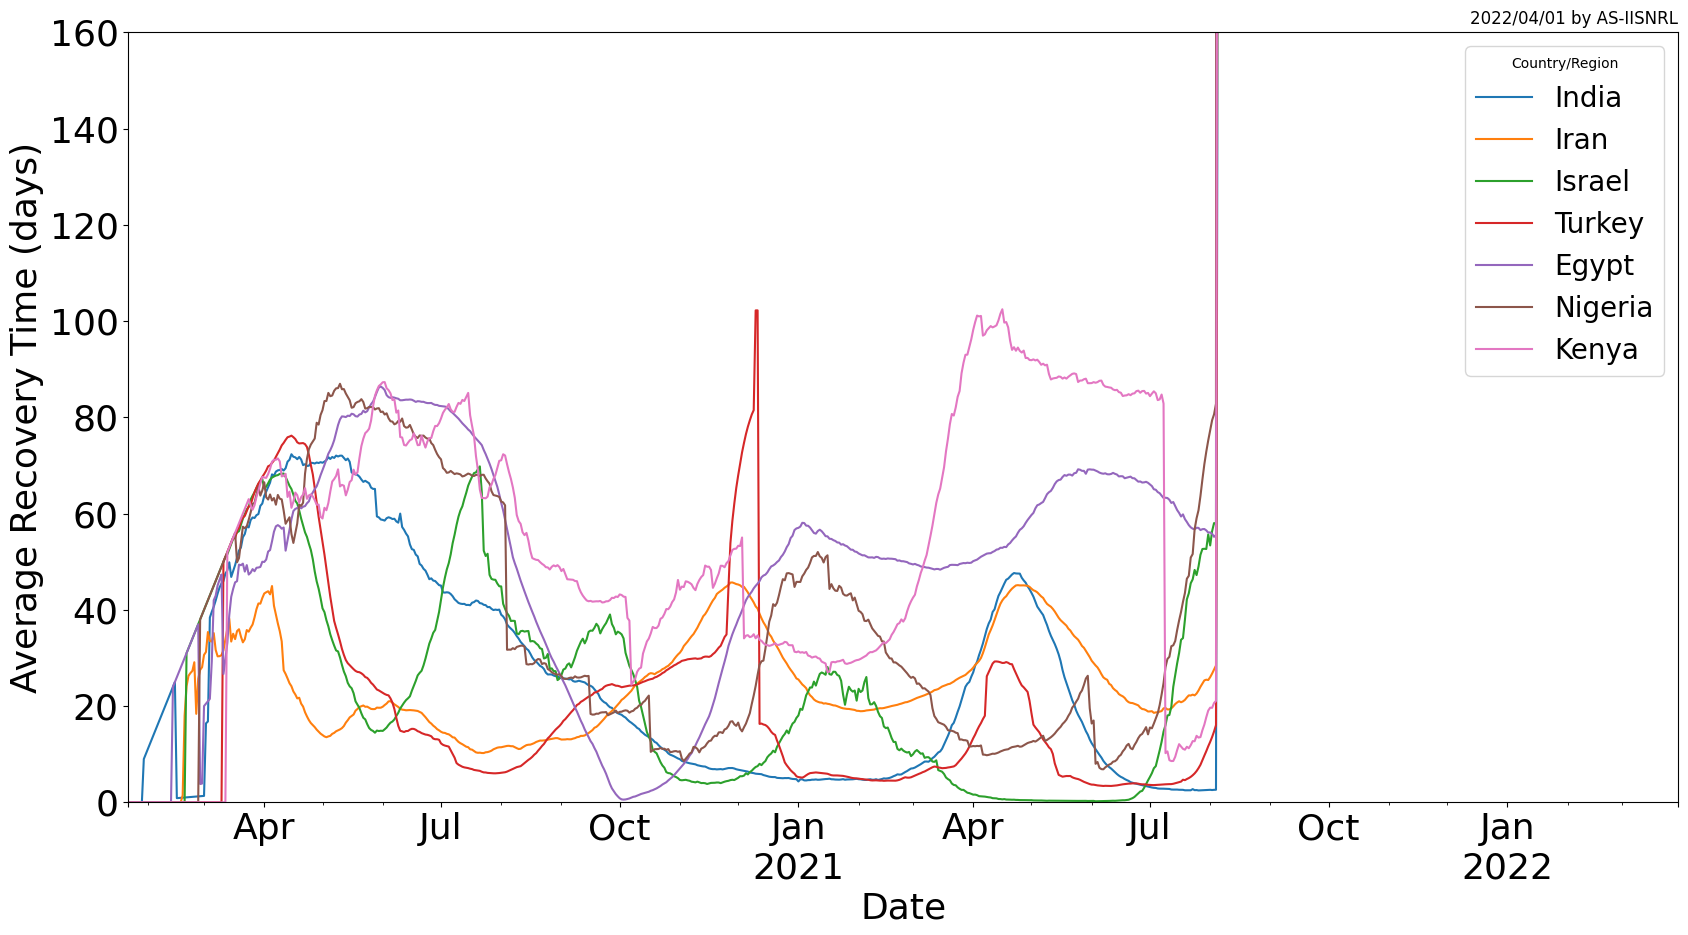 2022/04/01 by AS-IISNRL
Average Recovery Time (days)
160
140
120
100
80
60
40
20
0
Country/Region
India
Iran
Israel
Turkey
Egypt
Nigeria
Kenya
Apr Jul Oct Jan Apr Jul Oct Jan
2021 2022
Date